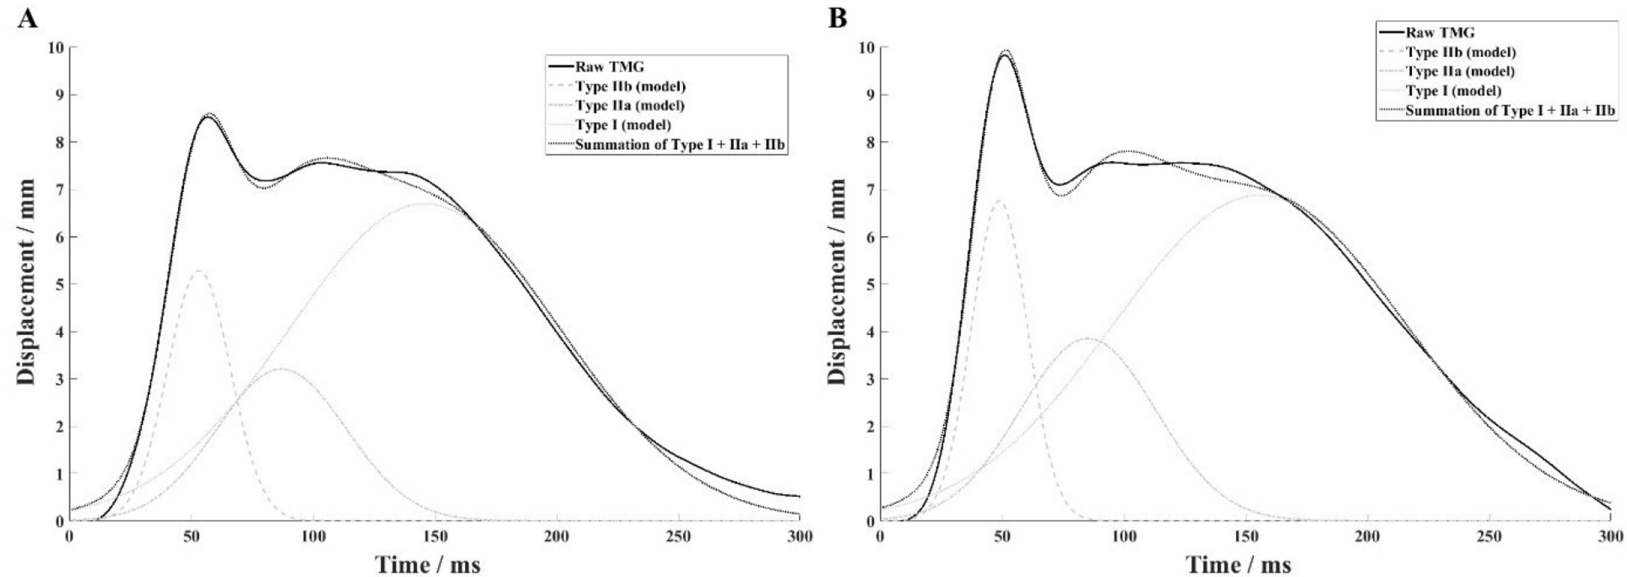 A
10
9
8
7
6
5
4
3
2
1
0
Displacement / mm
0 50 100 150 200 250 300
Time / ms
Raw TMG
Type IIb (model)
Type IIa (model)
Type I (model)
Summation of Type I + IIa + IIb
B
10
9
8
7
6
5
4
3
2
1
0
Displacement / mm
0 50 100 150 200 250 300
Time / ms
Raw TMG
Type IIb (model)
Type IIa (model)
Type I (model)
Summation of Type I + IIa + IIb